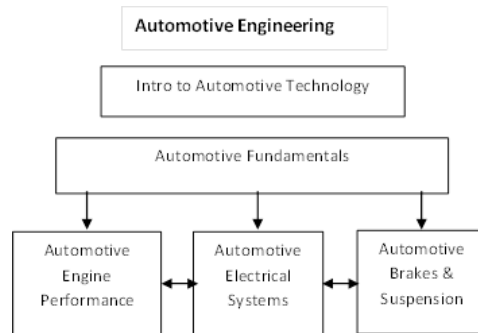 Automotive Engineering
Intro to Automotive Technology
Automotive Fundamentals
Automotive
Engine
Performance
Automotive
Electrical
Systems
Automotive
Brakes &
Suspension